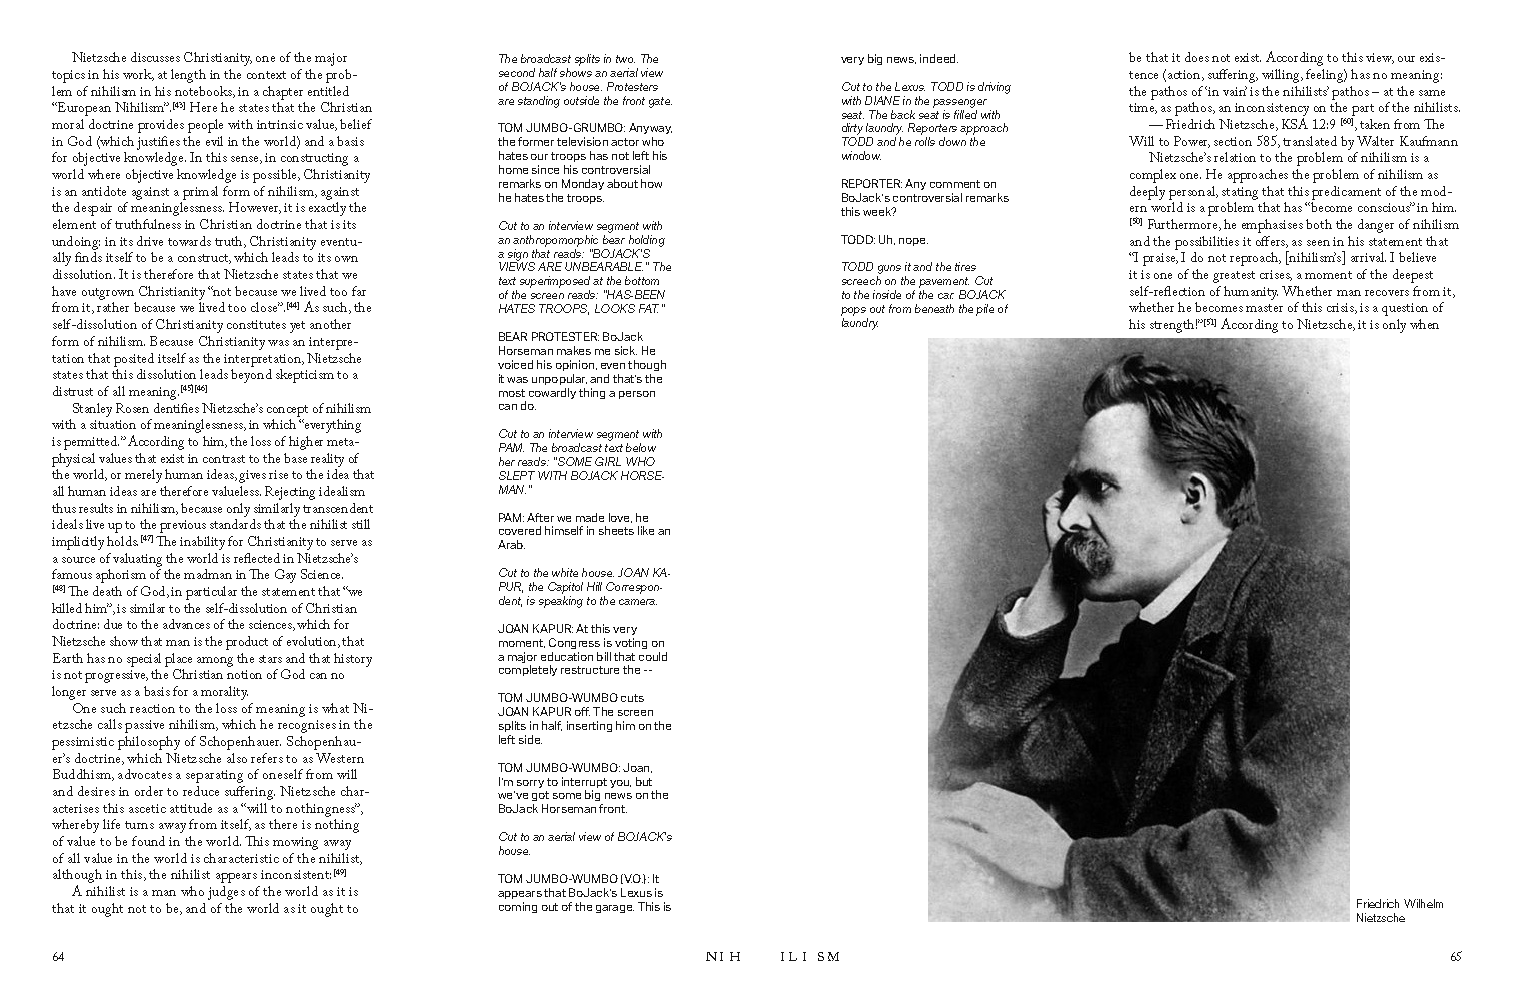 Nietzsche discusses Christianity, one of the major
topics in his work, at length in the context of the prob-
lem of nihilism in his notebooks, in a chapter entitled
“European Nihilism”.[43] Here he states that the Christian
moral doctrine provides people with intrinsic value, belief
in God (which justifies the evil in the world) and a basis
for objective knowledge. In this sense, in constructing a
world where objective knowledge is possible, Christianity
is an antidote against a primal form of nihilism, against
the despair of meaninglessness. However, it is exactly the
element of truthfulness in Christian doctrine that is its
undoing: in its drive towards truth, Christianity eventu-
ally finds itself to be a construct, which leads to its own
dissolution. It is therefore that Nietzsche states that we
have outgrown Christianity “not because we lived too far
from it, rather because we lived too close”.[44] As such, the
self-dissolution of Christianity constitutes yet another
form of nihilism. Because Christianity was an interpre-
tation that posited itself as the interpretation, Nietzsche
states that this dissolution leads beyond skepticism to a
distrust of all meaning.[45][46]
Stanley Rosen dentifies Nietzsche’s concept of nihilism
with a situation of meaninglessness, in which “everything
is permitted.” According to him, the loss of higher meta-
physical values that exist in contrast to the base reality of
the world, or merely human ideas, gives rise to the idea that
all human ideas are therefore valueless. Rejecting idealism
thus results in nihilism, because only similarly transcendent
ideals live up to the previous standards that the nihilist still
implicitly holds.[47] The inability for Christianity to serve as
a source of valuating the world is reflected in Nietzsche’s
famous aphorism of the madman in The Gay Science.
[48] The death of God, in particular the statement that “we
killed him”, is similar to the self-dissolution of Christian
doctrine: due to the advances of the sciences, which for
Nietzsche show that man is the product of evolution, that
Earth has no special place among the stars and that history
is not progressive, the Christian notion of God can no
longer serve as a basis for a morality.
One such reaction to the loss of meaning is what Ni-
etzsche calls passive nihilism, which he recognises in the
pessimistic philosophy of Schopenhauer. Schopenhau-
er’s doctrine, which Nietzsche also refers to as Western
Buddhism, advocates a separating of oneself from will
and desires in order to reduce suffering. Nietzsche char-
acterises this ascetic attitude as a “will to nothingness”,
whereby life turns away from itself, as there is nothing
of value to be found in the world. This mowing away
of all value in the world is characteristic of the nihilist,
although in this, the nihilist appears inconsistent:[49]
A nihilist is a man who judges of the world as it is
that it ought not to be, and of the world as it ought to
The broadcast splits in two. The
second half shows an aerial view
of BOJACK's house. Protesters
are standing outside the front gate.
TOM JUMBO-GRUMBO: Anyway,
the former television actor who
hates our troops has not left his
home since his controversial
remarks on Monday about how
he hates the troops.
Cut to an interview segment with
an anthropomorphic bear holding
a sign that reads: "BOJACK'S
VIEWS ARE UNBEARABLE." The
text superimposed at the bottom
of the screen reads: "HAS-BEEN
HATES TROOPS, LOOKS FAT."
BEAR PROTESTER: BoJack
Horseman makes me sick. He
voiced his opinion, even though
it was unpopular, and that's the
most cowardly thing a person
can do.
Cut to an interview segment with
PAM. The broadcast text below
her reads: "SOME GIRL WHO
SLEPT WITH BOJACK HORSE-
MAN."
PAM: After we made love, he
covered himself in sheets like an
Arab.
Cut to the white house. JOAN KA-
PUR, the Capitol Hill Correspon-
dent, is speaking to the camera.
JOAN KAPUR: At this very
moment, Congress is voting on
a major education bill that could
completely restructure the --
TOM JUMBO-WUMBO cuts
JOAN KAPUR off. The screen
splits in half, inserting him on the
left side.
TOM JUMBO-WUMBO: Joan,
I'm sorry to interrupt you, but
we've got some big news on the
BoJack Horseman front.
Cut to an aerial view of BOJACK's
house.
TOM JUMBO-WUMBO (V.O.): It
appears that BoJack's Lexus is
coming out of the garage. This is
very big news, indeed.
Cut to the Lexus. TODD is driving
with DIANE in the passenger
seat. The back seat is filled with
dirty laundry. Reporters approach
TODD and he rolls down the
window.
REPORTER: Any comment on
BoJack's controversial remarks
this week?
TODD: Uh, nope.
TODD guns it and the tires
screech on the pavement. Cut
to the inside of the car. BOJACK
pops out from beneath the pile of
laundry.
be that it does not exist. According to this view, our exis-
tence (action, suffering, willing, feeling) has no meaning:
the pathos of ‘in vain’ is the nihilists’ pathos – at the same
time, as pathos, an inconsistency on the part of the nihilists.
— Friedrich Nietzsche, KSA 12:9 [60], taken from The
Will to Power, section 585, translated by Walter Kaufmann
Nietzsche’s relation to the problem of nihilism is a
complex one. He approaches the problem of nihilism as
deeply personal, stating that this predicament of the mod-
ern world is a problem that has “become conscious” in him.
[50] Furthermore, he emphasises both the danger of nihilism
and the possibilities it offers, as seen in his statement that
“I praise, I do not reproach, [nihilism’s] arrival. I believe
it is one of the greatest crises, a moment of the deepest
self-reflection of humanity. Whether man recovers from it,
whether he becomes master of this crisis, is a question of
his strength!”[51] According to Nietzsche, it is only when
Friedrich Wilhelm
Nietzsche
64
NIH ILISM
65